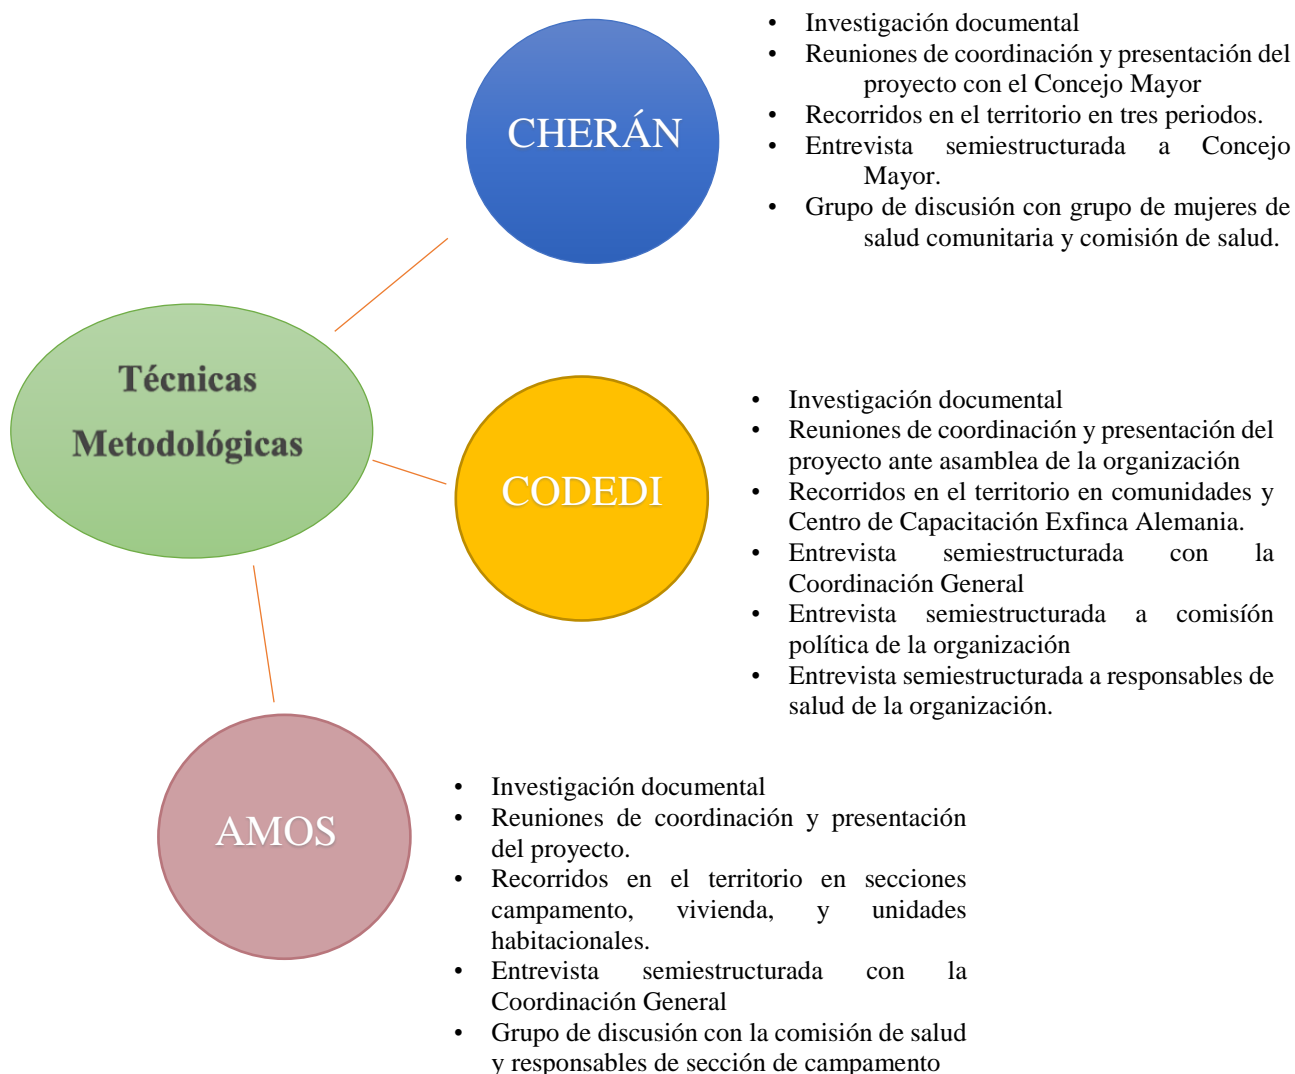 Técnicas
Metodológicas
CHERÁN
• Investigación documental
• Reuniones de coordinación y presentación del
proyecto con el Concejo Mayor
• Recorridos en el territorio en tres periodos.
• Entrevista semiestructurada a Concejo
Mayor.
• Grupo de discusión con grupo de mujeres de
salud comunitaria y comisión de salud.
CODEDI
• Investigación documental
• Reuniones de coordinación y presentación del
proyecto ante asamblea de la organización
• Recorridos en el territorio en comunidades y
Centro de Capacitación Exfinca Alemania.
• Entrevista semiestructurada con la
Coordinación General
• Entrevista semiestructurada a comisíón
política de la organización
• Entrevista semiestructurada a responsables de
salud de la organización.
AMOS
• Investigación documental
• Reuniones de coordinación y presentación
del proyecto.
• Recorridos en el territorio en secciones
campamento, vivienda, y unidades
habitacionales.
• Entrevista semiestructurada con la
Coordinación General
• Grupo de discusión con la comisión de salud
y responsables de sección de campamento